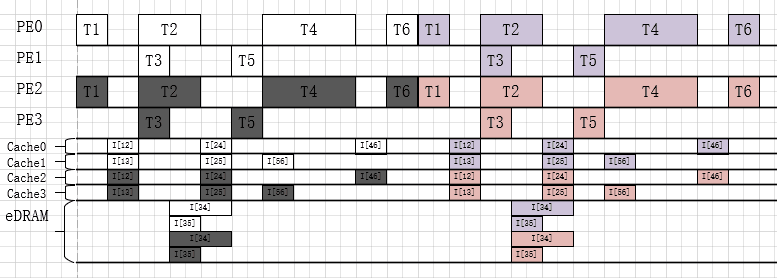 PE0 T1 T2 T4 T6 T1 T2 T4 T6
PE1 T3 T5 T3 T5
PE2 T1 T2 T4 T6 T1 T2 T4 T6
PE3 T3 T5 T3 T5
Cache0 I[12] I[24] I[46] I[12] I[24] I[46]
Cache1 I[13] I[25] I[56] I[13] I[25] I[56]
Cache2 I[12] I[24] I[46] I[12] I[24] I[46]
Cache3 I[13] I[25] I[56] I[13] I[25] I[56]
eDRAM I[34] I[34]
I[35] I[35]
I[34] I[34]
I[35] I[35]